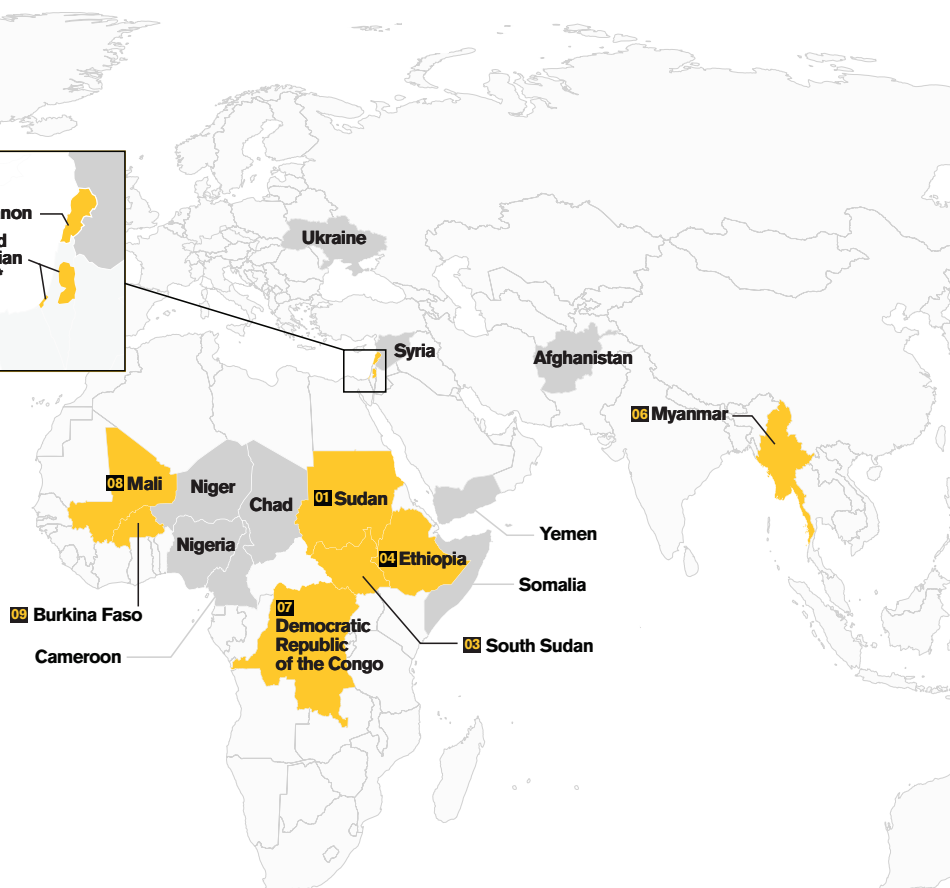 non
d
ian
*
Ukraine
Syria
Afghanistan
06 Myanmar
08 Mali
Niger
Chad
01 Sudan
Nigeria
04 Ethiopia
Yemen
Somalia
09 Burkina Faso
07
Democratic
Republic
of the Congo
03 South Sudan
Cameroon